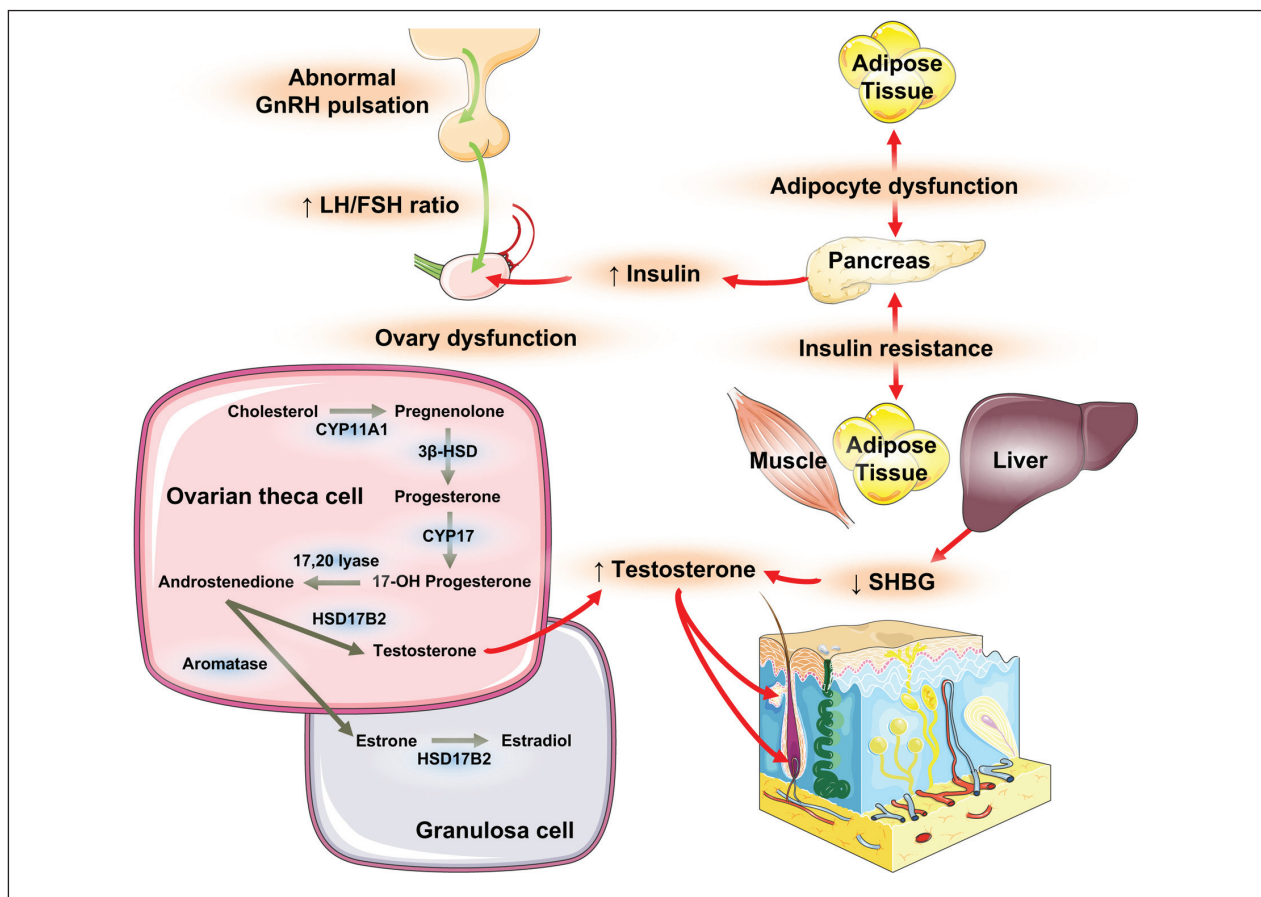 Abnormal
GnRH pulsation
↑ LH/FSH ratio
Adipose
Tissue
Adipocyte dysfunction
Pancreas
↑ Insulin
Ovary dysfunction
Insulin resistance
Muscle
Adipose
Tissue
Liver
Cholesterol
CYP11A1
Pregnenolone
3β-HSD
Ovarian theca cell
Progesterone
CYP17
17,20 lyase
Androstenedione
17-OH Progesterone
HSD17B2
Testosterone
Aromatase
↑ Testosterone
↓ SHBG
Estrone
HSD17B2
Estradiol
Granulosa cell